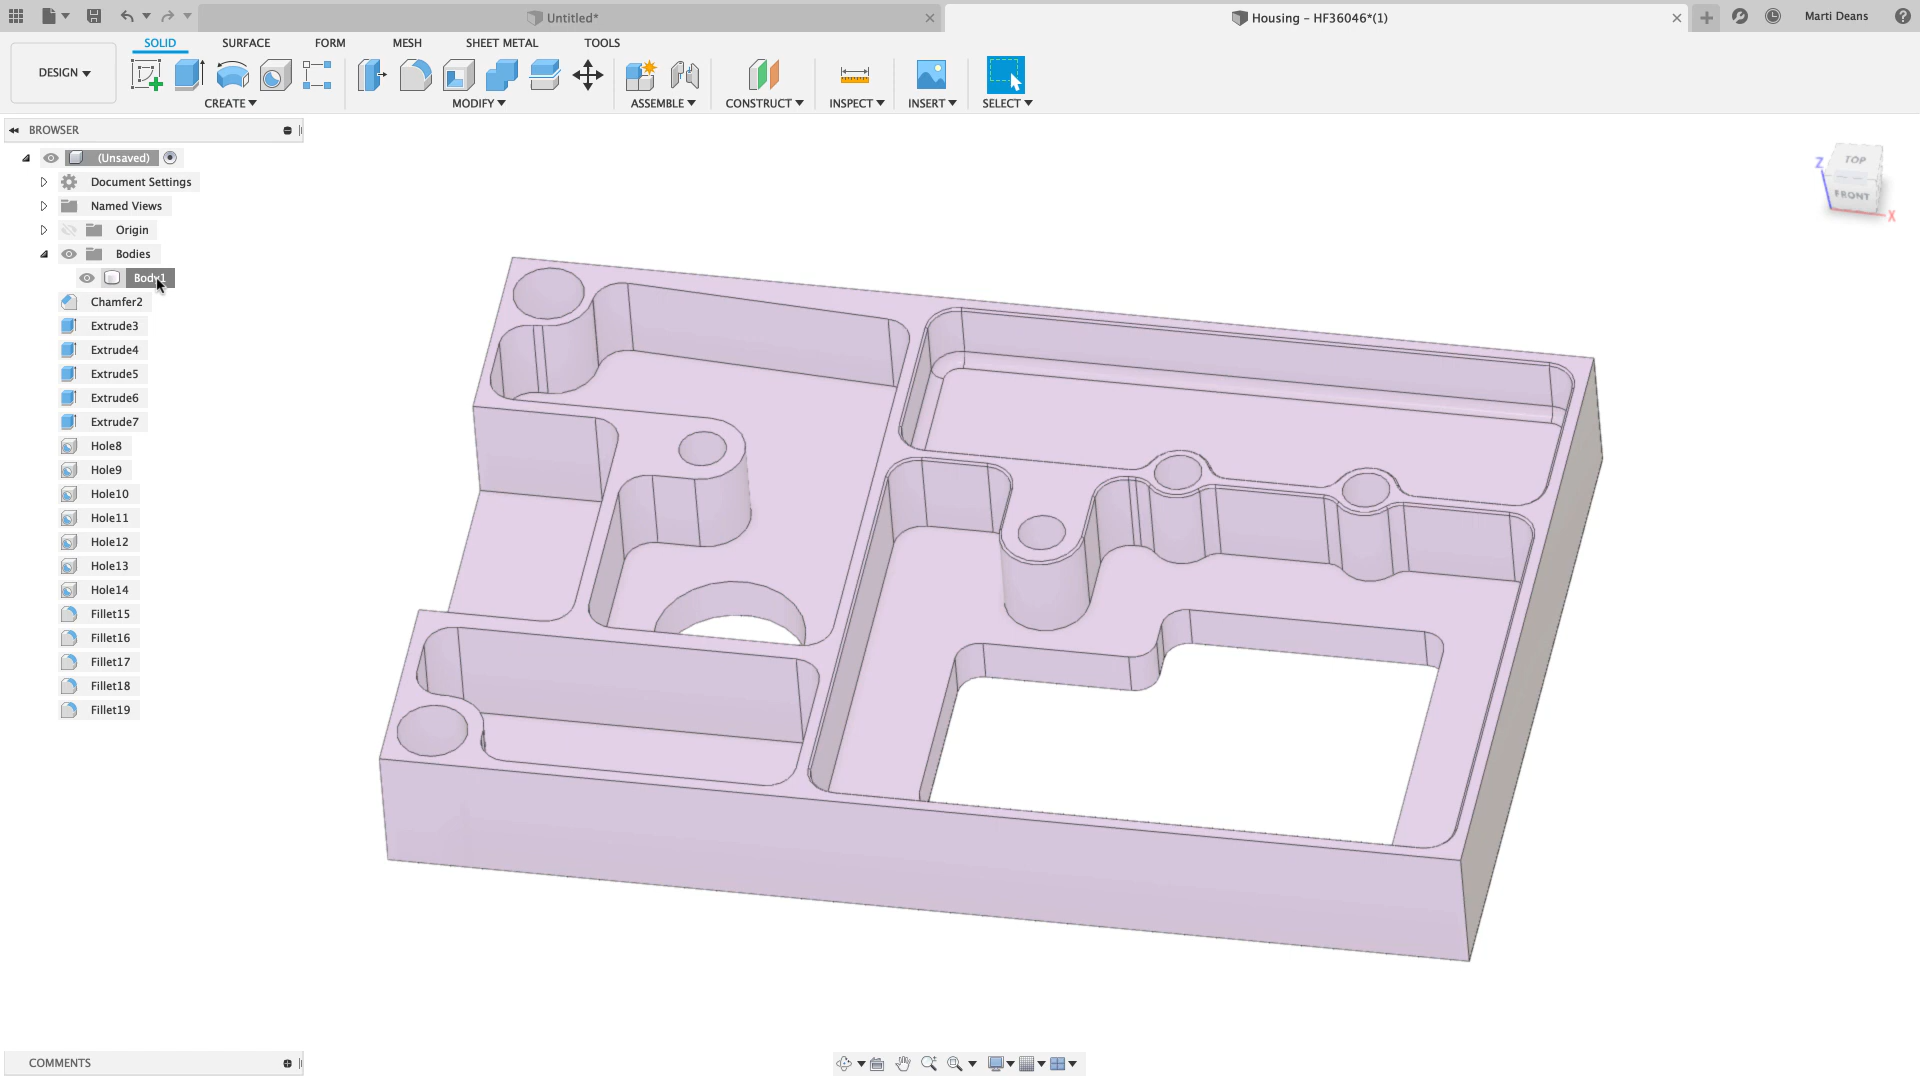 Untitled*
Housing – HF36046*(1)
Marti Deans
DESIGN
SOLID
SURFACE
FORM
MESH
SHEET METAL
TOOLS
CREATE
MODIFY
ASSEMBLE
CONSTRUCT
INSPECT
INSERT
SELECT
BROWSER
(Unsaved)
Document Settings
Named Views
Origin
Bodies
Body1
Chamfer2
Extrude3
Extrude4
Extrude5
Extrude6
Extrude7
Hole8
Hole9
Hole10
Hole11
Hole12
Hole13
Hole14
Fillet15
Fillet16
Fillet17
Fillet18
Fillet19
Z
TOP
FRONT
X
COMMENTS